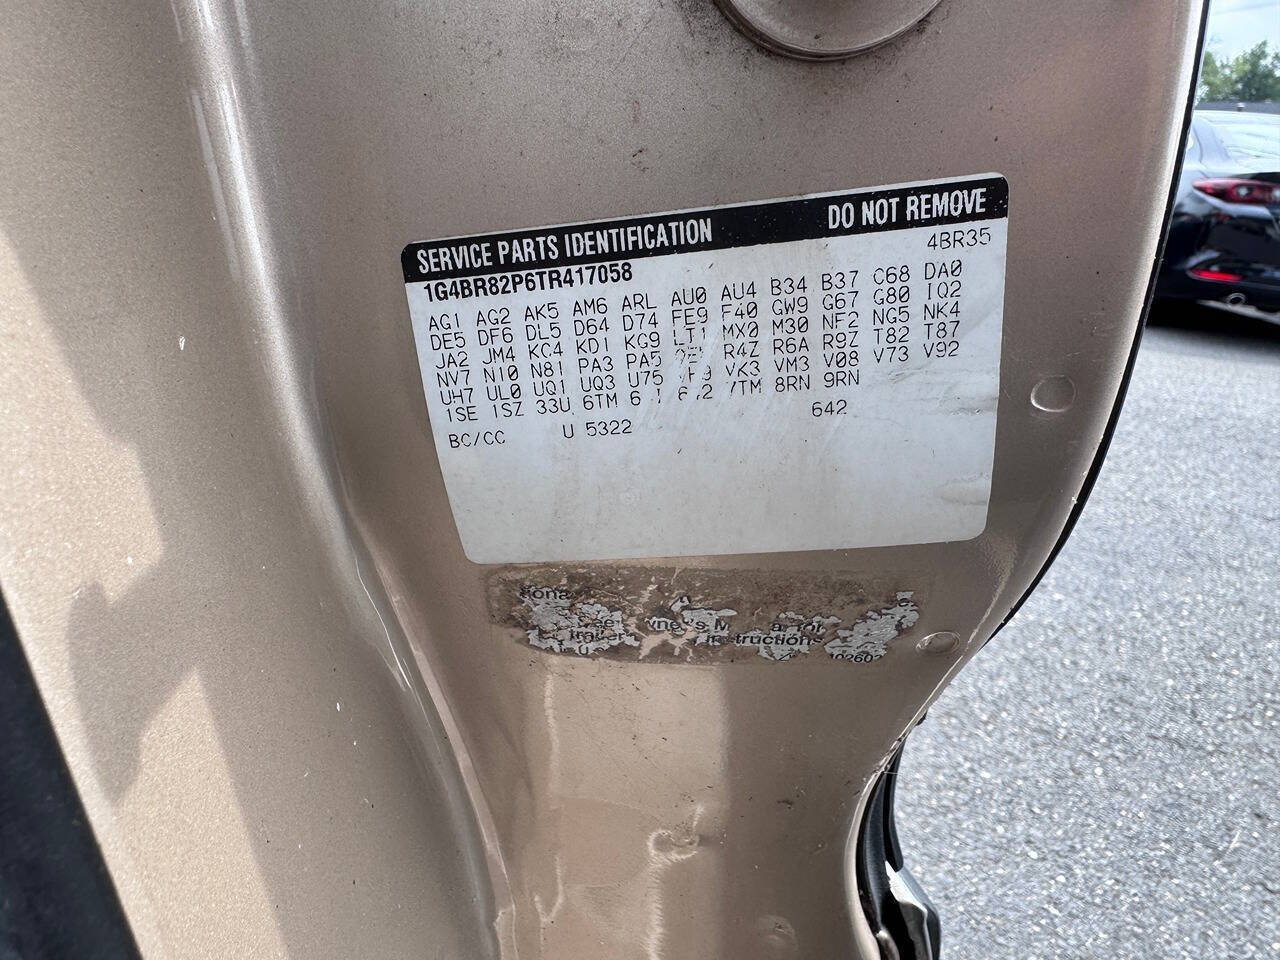 SERVICE PARTS IDENTIFICATION DO NOT REMOVE
1G4BR82P6TR417058 4BR35
AG1 AG2 AK5 AM6 ARL AU0 AU4 B34 B37 C68 DA0
DE5 DF6 DL5 D64 D74 FE9 F40 GW9 G67 G80 IQ2
JA2 JM4 KC4 KD1 KG9 LT1 MX0 M30 NF2 NG5 NK4
NV7 N10 N81 PA3 PA5 R4Z R6A R9Z T82 T87
UH7 UL0 UQ1 UQ3 U75 VK3 VM3 V08 V73 V92
1SE 1SZ 33U 6TM 7TM 8RN 9RN
BC/CC U 5322 642